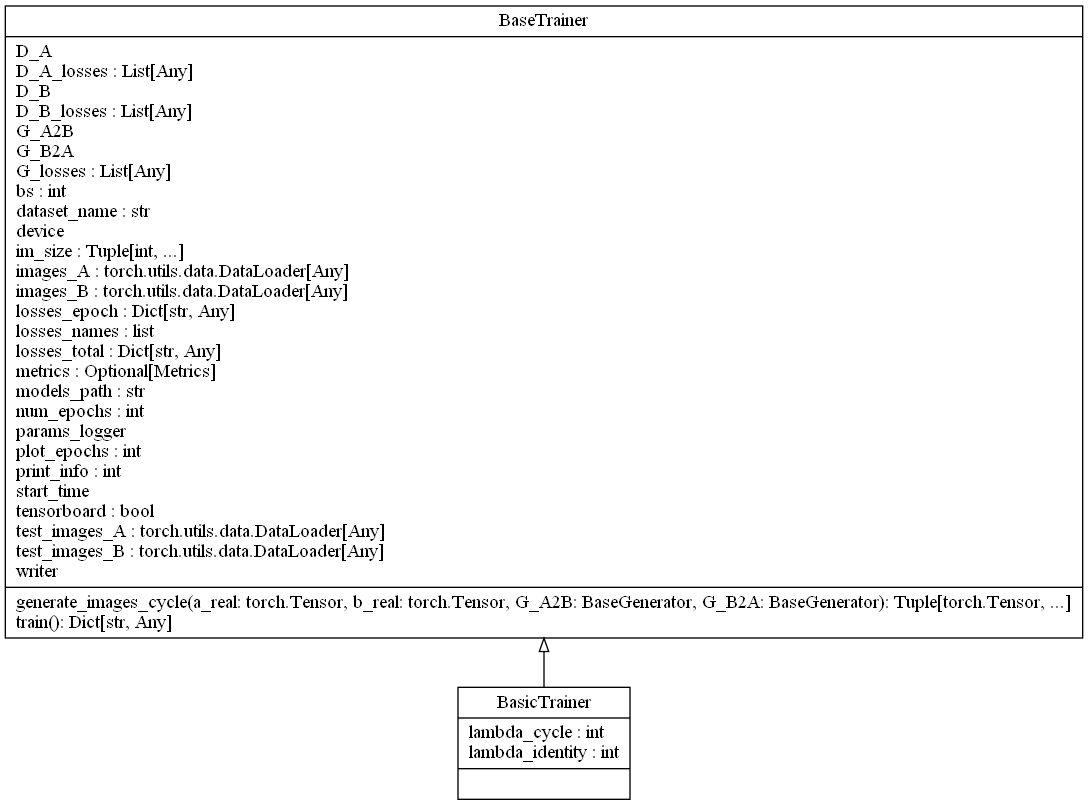 BaseTrainer
D_A
D_A_losses : List[Any]
D_B
D_B_losses : List[Any]
G_A2B
G_B2A
G_losses : List[Any]
bs : int
dataset_name : str
device
im_size : Tuple[int, ...]
images_A : torch.utils.data.DataLoader[Any]
images_B : torch.utils.data.DataLoader[Any]
losses_epoch : Dict[str, Any]
losses_names : list
losses_total : Dict[str, Any]
metrics : Optional[Metrics]
models_path : str
num_epochs : int
params_logger
plot_epochs : int
print_info : int
start_time
tensorboard : bool
test_images_A : torch.utils.data.DataLoader[Any]
test_images_B : torch.utils.data.DataLoader[Any]
writer
generate_images_cycle(a_real: torch.Tensor, b_real: torch.Tensor, G_A2B: BaseGenerator, G_B2A: BaseGenerator): Tuple[torch.Tensor, ...]
train(): Dict[str, Any]
BasicTrainer
lambda_cycle : int
lambda_identity : int